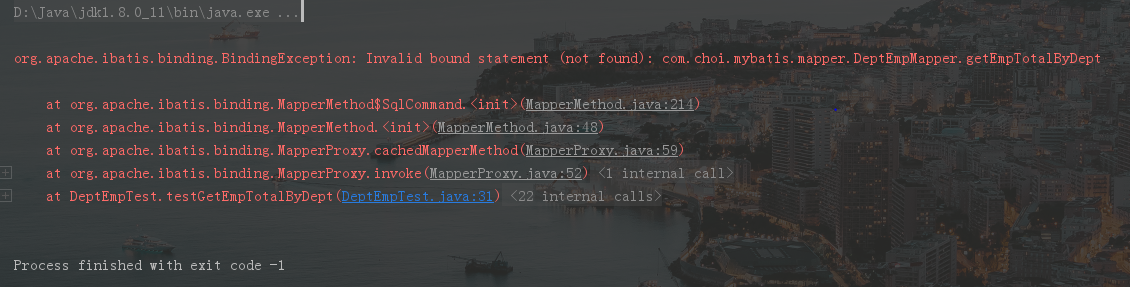 D:\Java\jdk1.8.0_11\bin\java.exe ...
org.apache.ibatis.binding.BindingException: Invalid bound statement (not found): com.choi.mybatis.mapper.DeptEmpMapper.getEmpTotalByDept
at org.apache.ibatis.binding.MapperMethod$SqlCommand.<init>(MapperMethod.java:214)
at org.apache.ibatis.binding.MapperMethod.<init>(MapperMethod.java:48)
at org.apache.ibatis.binding.MapperProxy.cachedMapperMethod(MapperProxy.java:59)
at org.apache.ibatis.binding.MapperProxy.invoke(MapperProxy.java:52) <1 internal call>
at DeptEmpTest.testGetEmpTotalByDept(DeptEmpTest.java:31) <22 internal calls>
Process finished with exit code -1